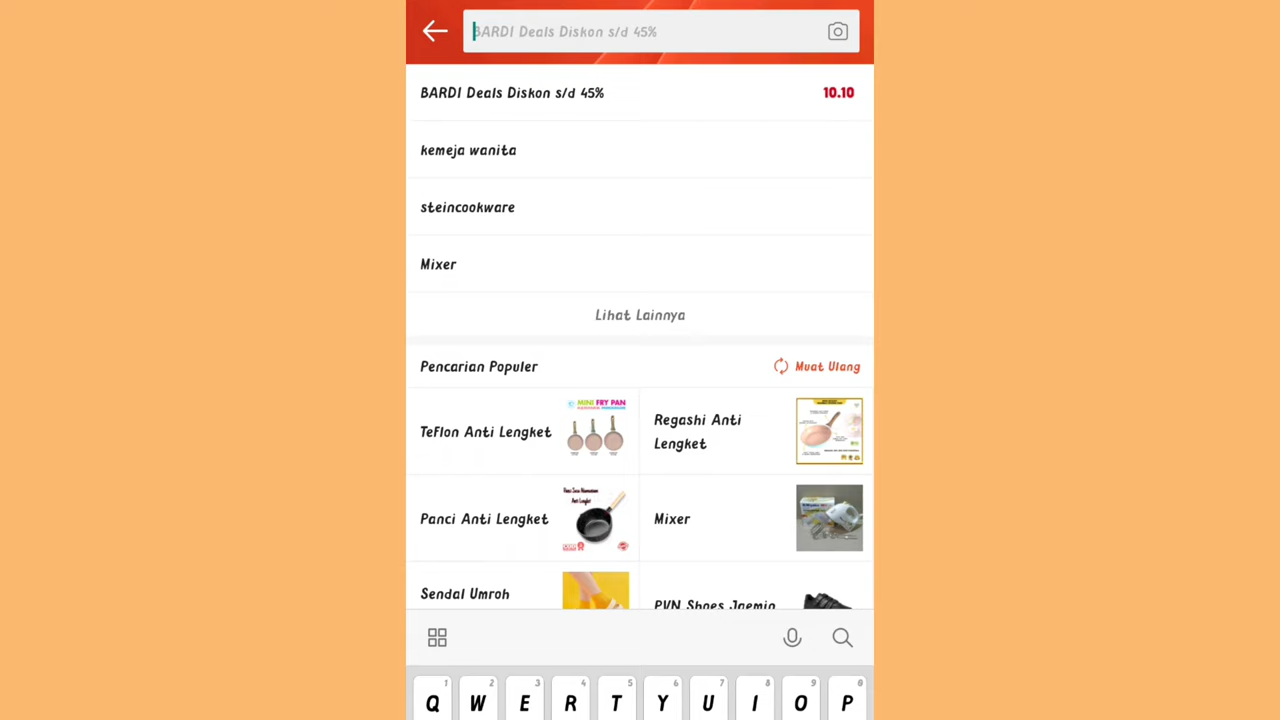 BARDI Deals Diskon s/d 45%
BARDI Deals Diskon s/d 45% 10.10
kemeja wanita
steincookware
Mixer
Lihat Lainnya
Pencarian Populer Muat Ulang
Teflon Anti Lengket
MINI FRY PAN
Regashi Anti
Lengket
Panci Anti Lengket
Anti Lengket
Mixer
Sendal Umroh
PVN Shoes Jaemin
1 2 3 4 5 6 7 8 9 0
Q W E R T Y U I O P